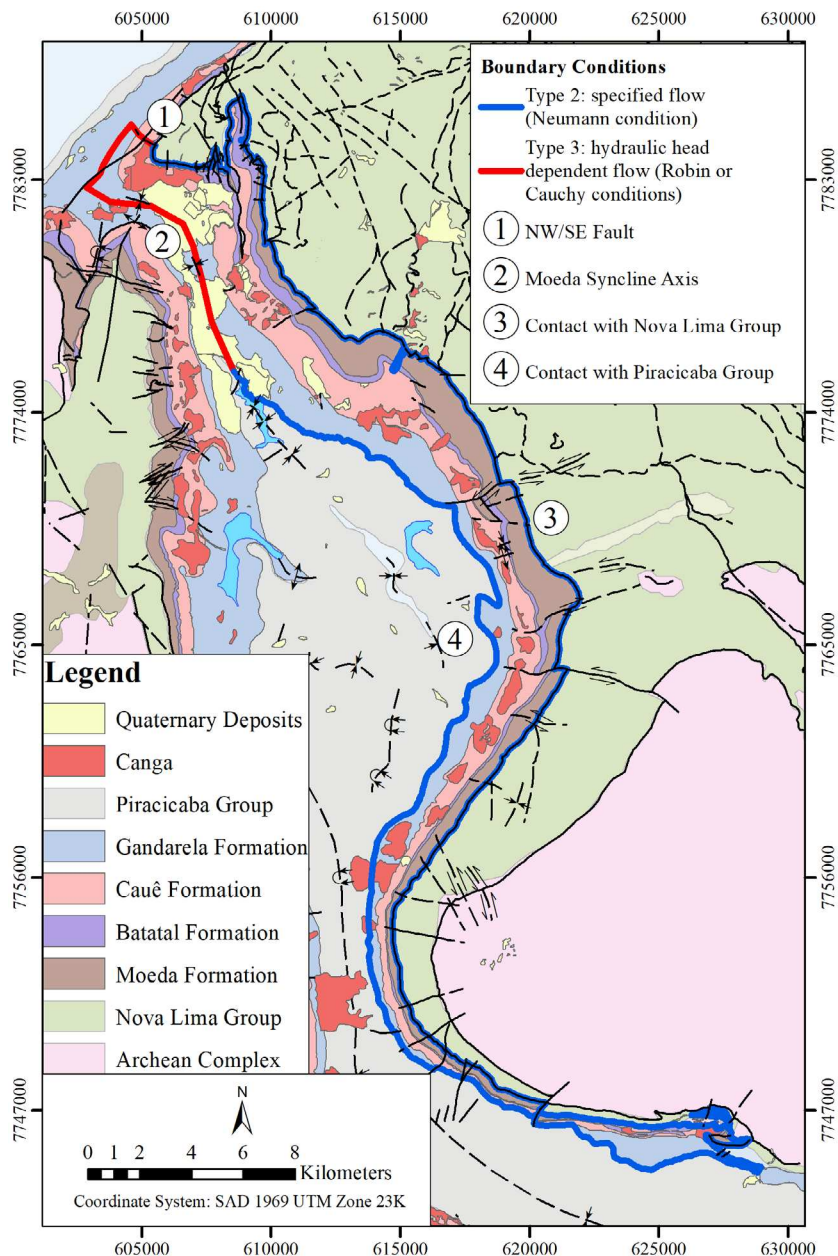 605000 610000 615000 620000 625000 630000
Boundary Conditions
Type 2: specified flow
(Neumann condition)
Type 3: hydraulic head
dependent flow (Robin or
Cauchy conditions)
1 NW/SE Fault
2 Moeda Syncline Axis
3 Contact with Nova Lima Group
4 Contact with Piracicaba Group
1
2
3
4
7783000 7783000
7774000 7774000
7765000 7765000
7756000 7756000
7747000 7747000
Legend
Quaternary Deposits
Canga
Piracicaba Group
Gandarela Formation
Cauê Formation
Batatal Formation
Moeda Formation
Nova Lima Group
Archean Complex
N
0 1 2 4 6 8
Kilometers
Coordinate System: SAD 1969 UTM Zone 23K
605000 610000 615000 620000 625000 630000